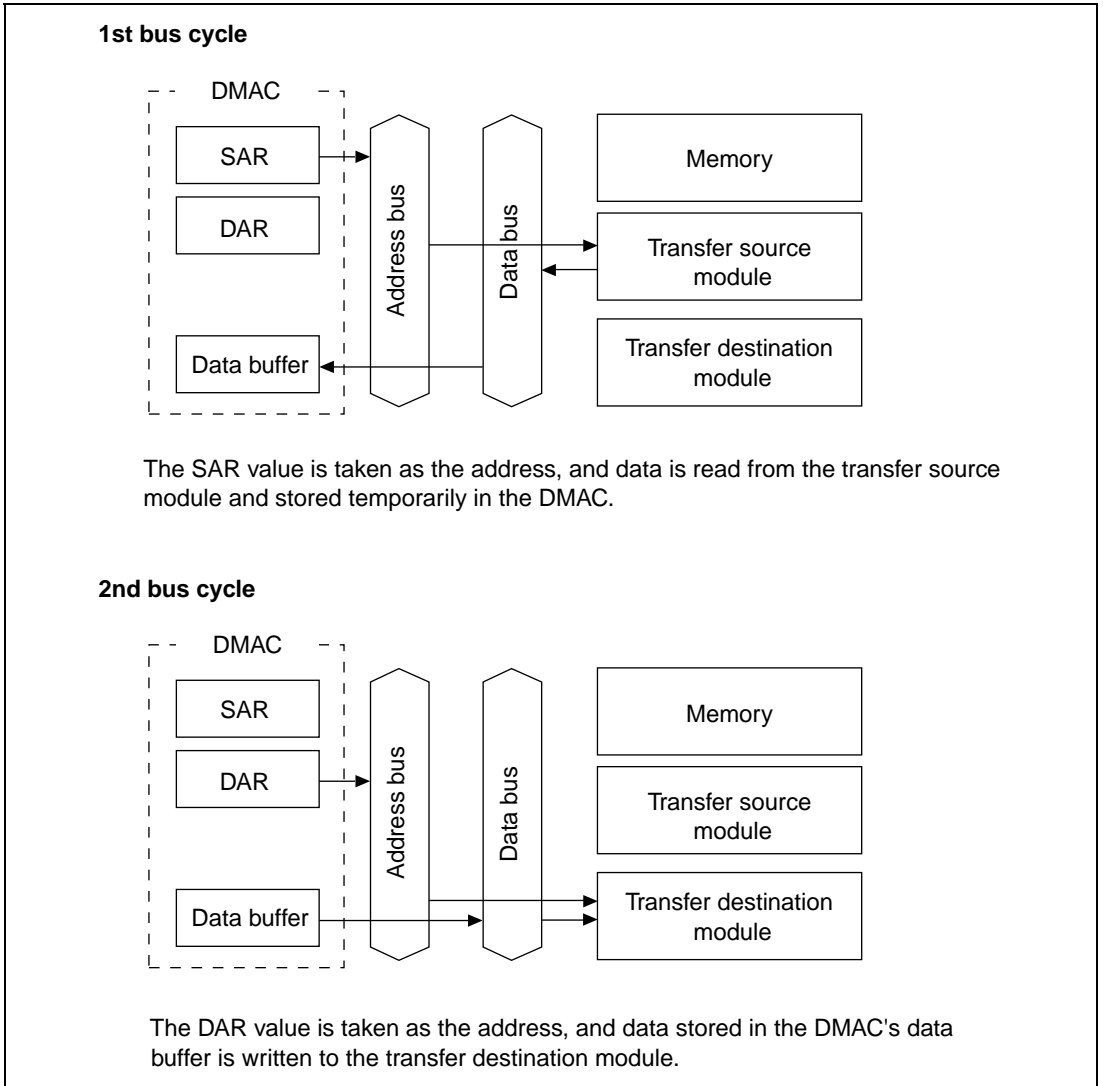 1st bus cycle
DMAC
SAR
DAR
Data buffer
Address bus
Data bus
Memory
Transfer source
module
Transfer destination
module
The SAR value is taken as the address, and data is read from the transfer source
module and stored temporarily in the DMAC.
2nd bus cycle
DMAC
SAR
DAR
Data buffer
Address bus
Data bus
Memory
Transfer source
module
Transfer destination
module
The DAR value is taken as the address, and data stored in the DMAC's data
buffer is written to the transfer destination module.